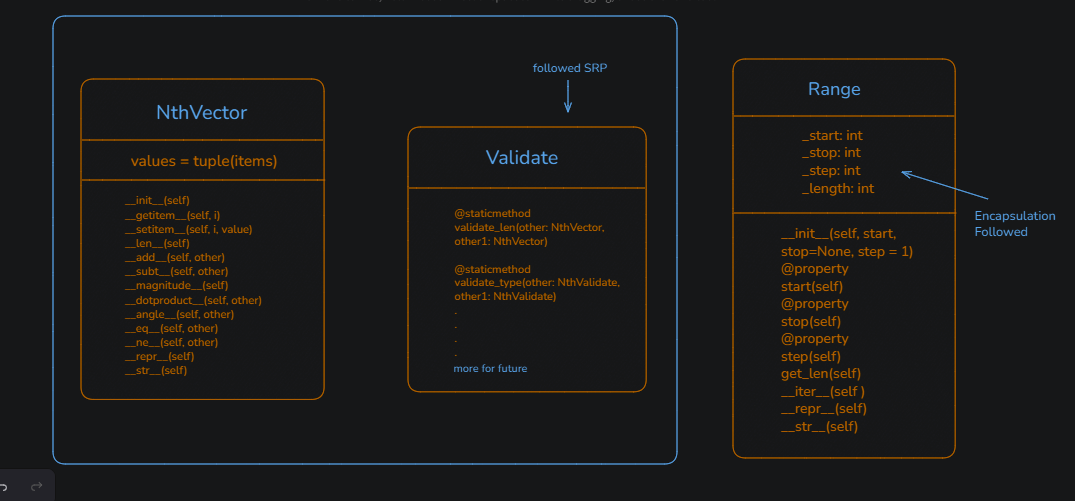 NthVector
values = tuple(items)
__init__(self)
__getitem__(self, i)
__setitem__(self, i, value)
__len__(self)
__add__(self, other)
__subt__(self, other)
__magnitude__(self)
__dotproduct__(self, other)
__angle__(self, other)
__eq__(self, other)
__ne__(self, other)
__repr__(self)
__str__(self)
followed SRP
Validate
@staticmethod
validate_len(other: NthVector,
other1: NthVector)
@staticmethod
validate_type(other: NthValidate,
other1: NthValidate)
.
.
.
.
more for future
Range
_start: int
_stop: int
_step: int
_length: int
Encapsulation
Followed
__init__(self, start,
stop=None, step = 1)
@property
start(self)
@property
stop(self)
@property
step(self)
get_len(self)
__iter__(self )
__repr__(self)
__str__(self)